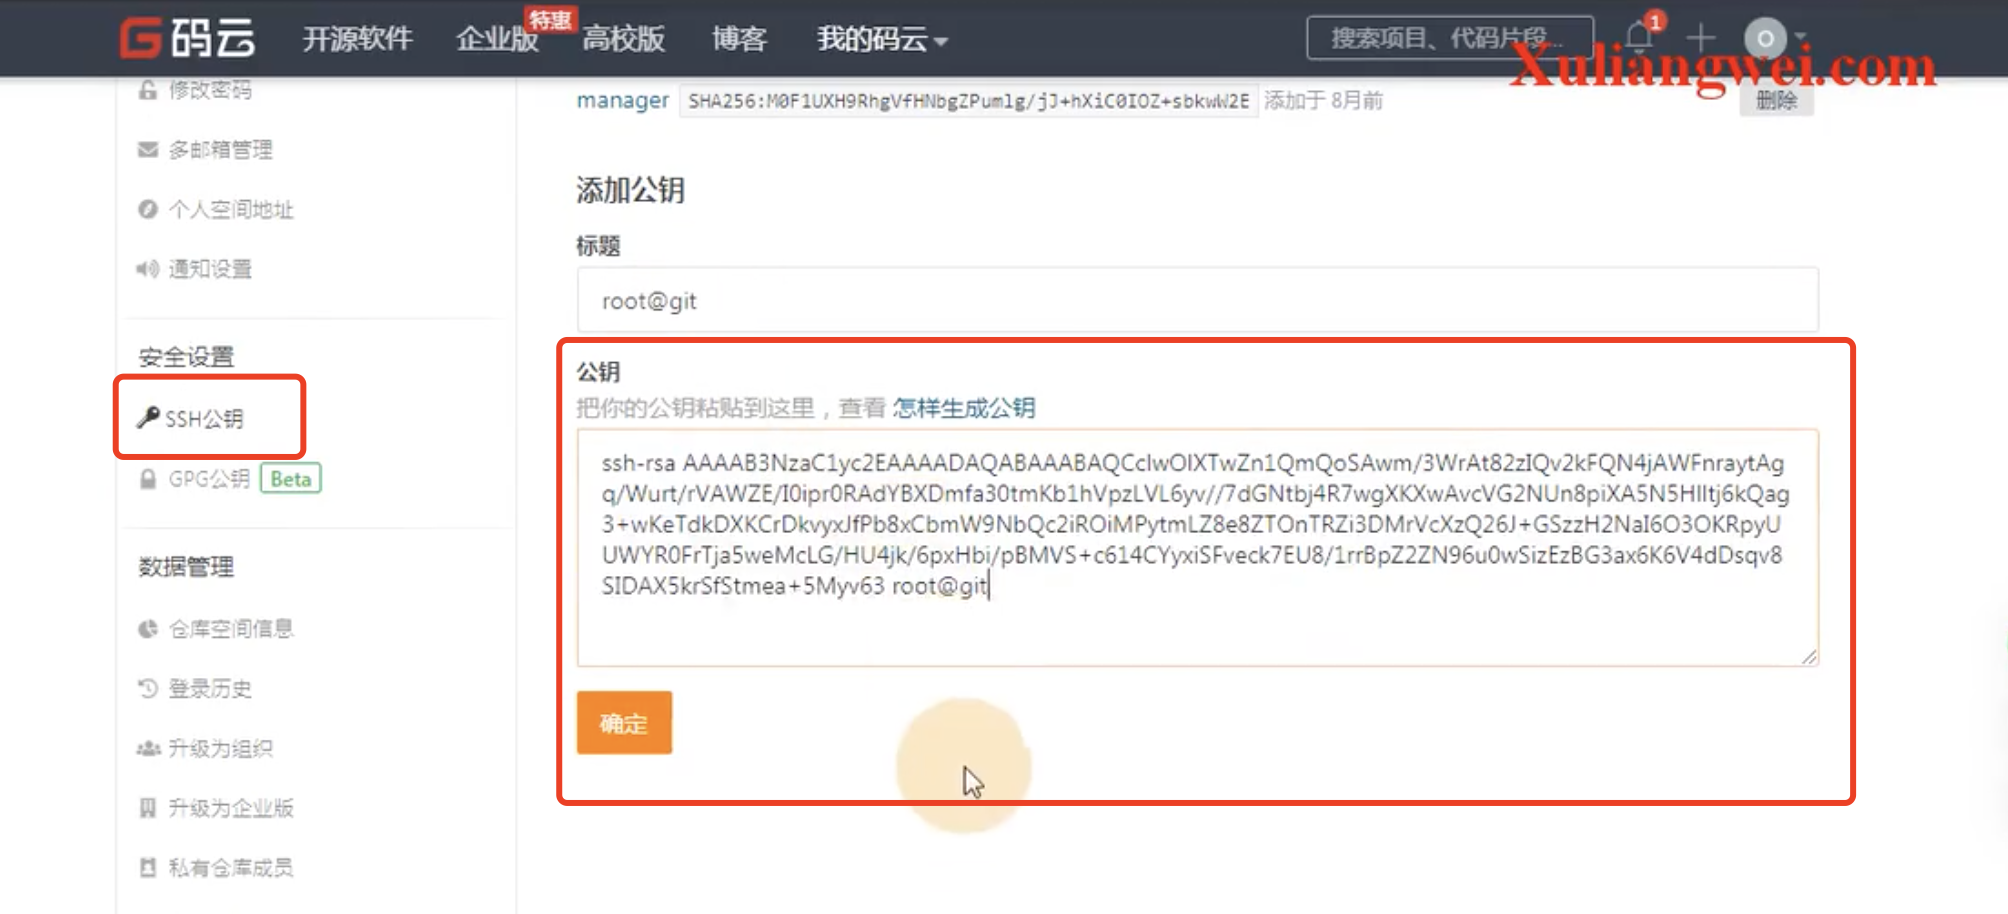 码云 开源软件 企业版 特惠 高校版 博客 我的码云 搜索项目、代码片段... 1 O
Xuliangwei.com
修改密码
多邮箱管理
个人空间地址
通知设置
安全设置
SSH公钥
GPG公钥 Beta
数据管理
仓库空间信息
登录历史
升级为组织
升级为企业版
私有仓库成员
manager SHA256:M0F1UXH9RhgVfHNbgZPumlg/jJ+hXiC0IOZ+sbkwW2E 添加于 8月前 删除
添加公钥
标题
root@git
公钥
把你的公钥粘贴到这里，查看 怎样生成公钥
ssh-rsa AAAAB3NzaC1yc2EAAAADAQABAAABAQCclwOlXTwZn1QmQoSAwm/3WrAt82zIQv2kFQN4jAWFnraytAg
q/Wurt/rVAWZE/I0ipr0RAdYBXDmfa30tmKb1hVpzLVL6yv//7dGNtbj4R7wgXKXwAvcVG2NUn8piXA5N5HlItj6kQag
3+wKeTdkDXKCrDkvyxJfPb8xCbmW9NbQc2iROiMPytmLZ8e8ZTOnTRZi3DMrVcXzQ26J+GSzzH2NaI6O3OKRpyU
UWYR0FrTja5weMcLG/HU4jk/6pxHbi/pBMVS+c614CYyxiSFveck7EU8/1rrBpZ2ZN96u0wSizEzBG3ax6K6V4dDsqv8
SIDAX5krSfStmea+5Myv63 root@git
确定